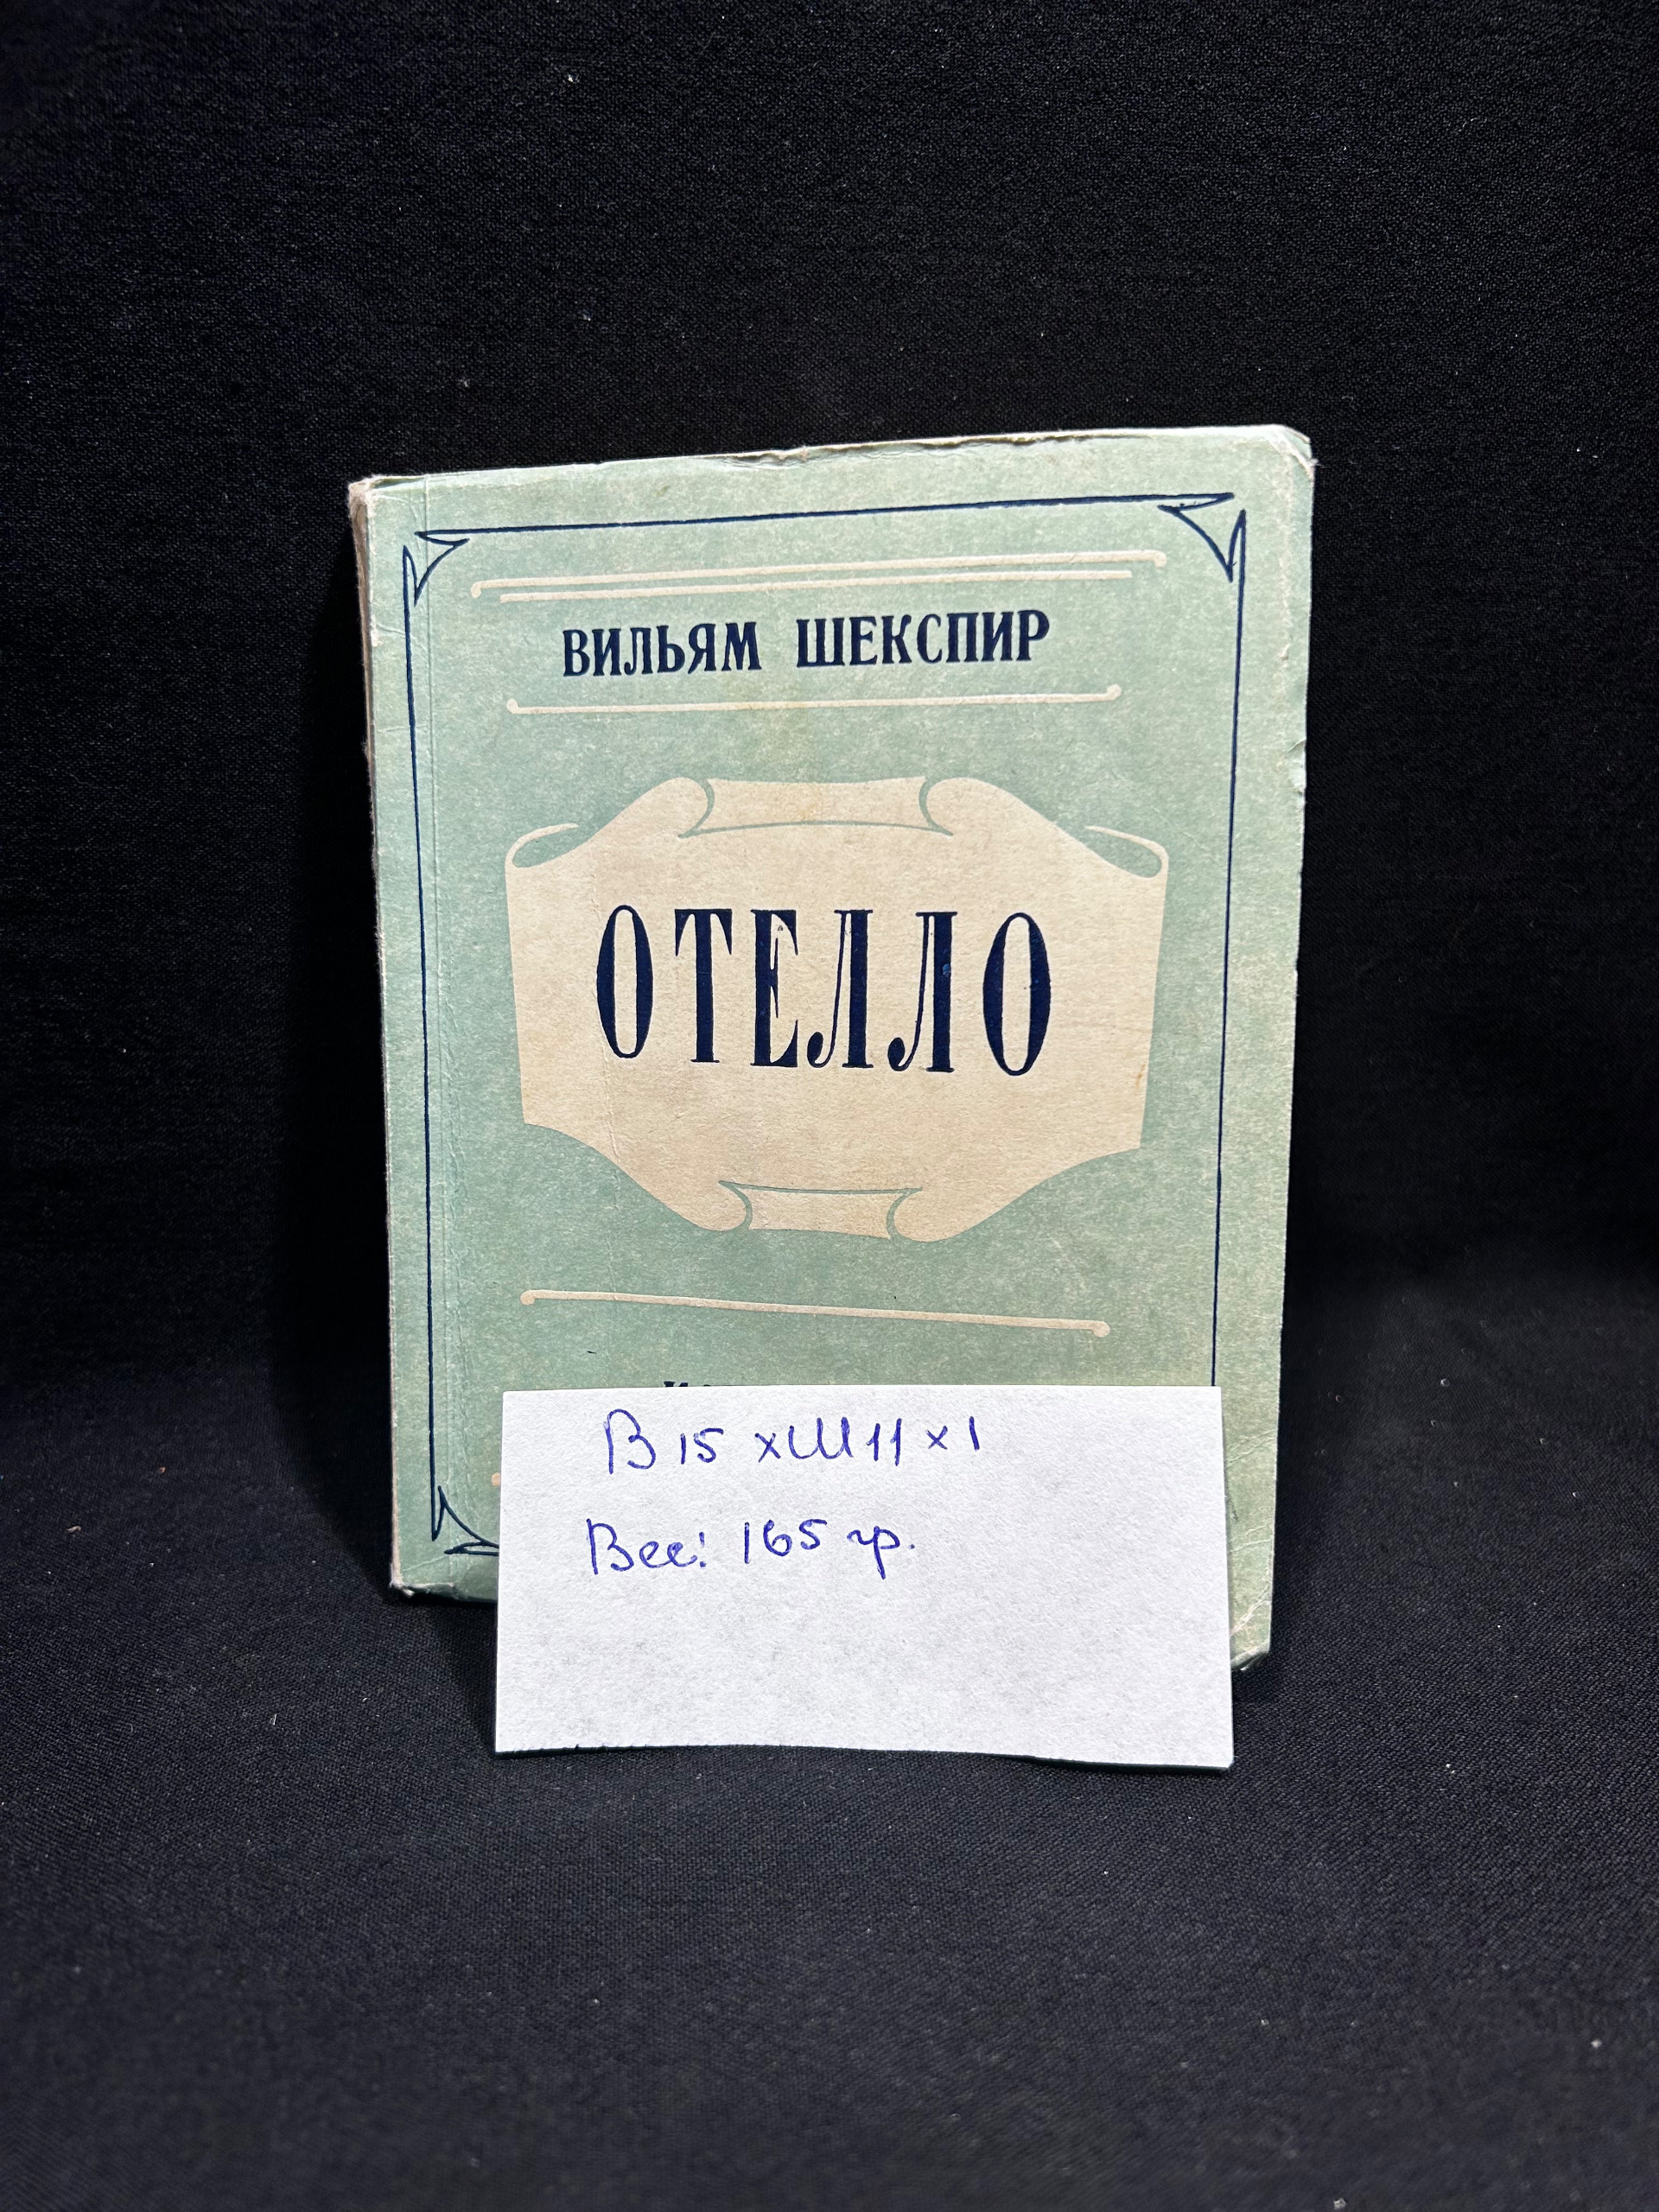 ВИЛЬЯМ ШЕКСПИР
ОТЕЛЛО
В 15 х Ш 11 х 1
Вес: 165 гр.